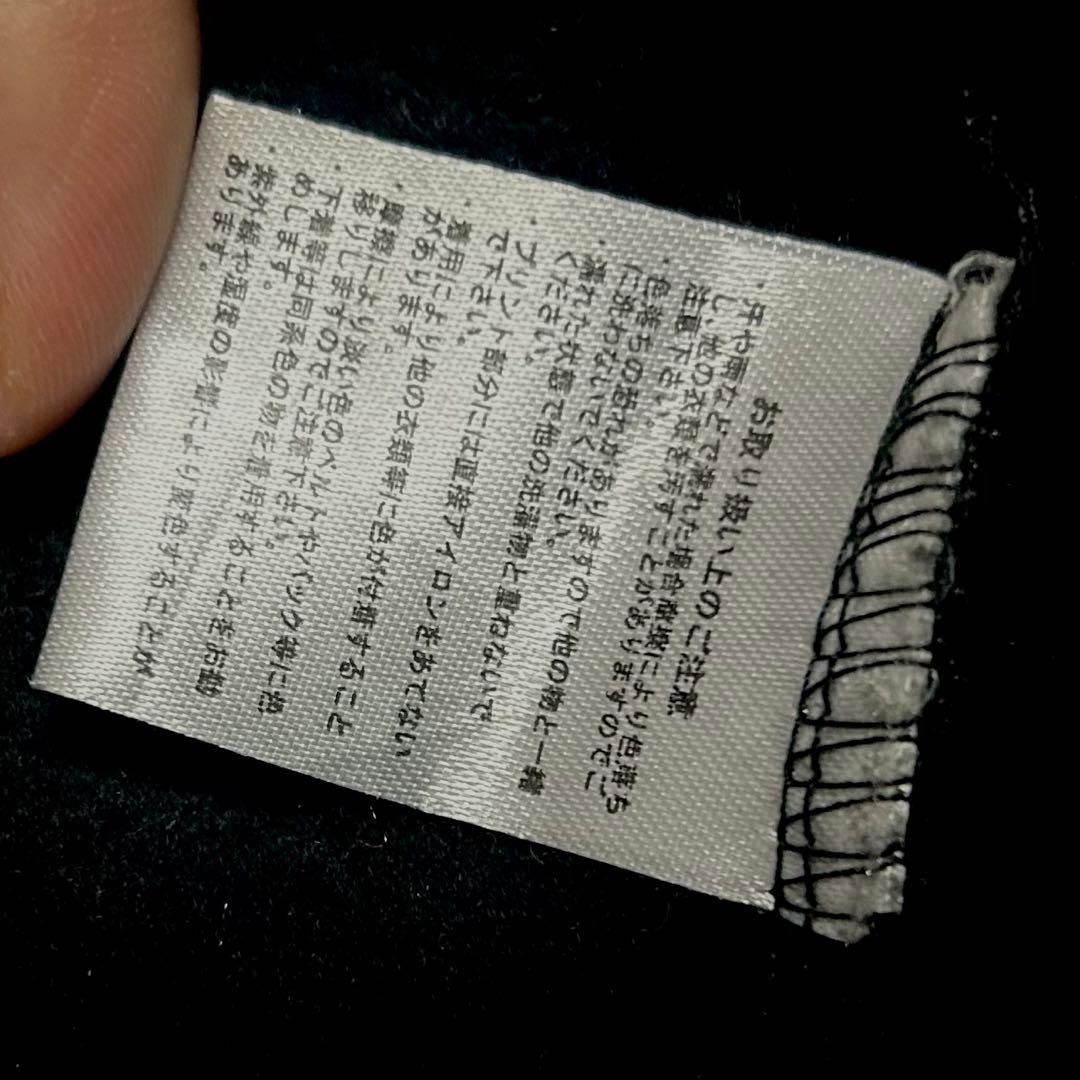 お取り扱い上のご注意
・汗や雨などで濡れた場合摩擦により色落ち
し、他の衣類を汚すことがありますのでご
注意下さい。
・色落ちの恐れがありますので他の物と一緒
に洗わないでください。
・濡れた状態で他の洗濯物と重ねないで
ください。
・プリント部分には直接アイロンをあてない
で下さい。
・着用により他の衣類等に色が付着すること
があります。
・摩擦により淡い色のベルトやバック等に色
移りしますのでご注意下さい。
・下着等は同系色の物を着用することをお勧
めします。
・紫外線や湿度の影響により変色することが
あります。